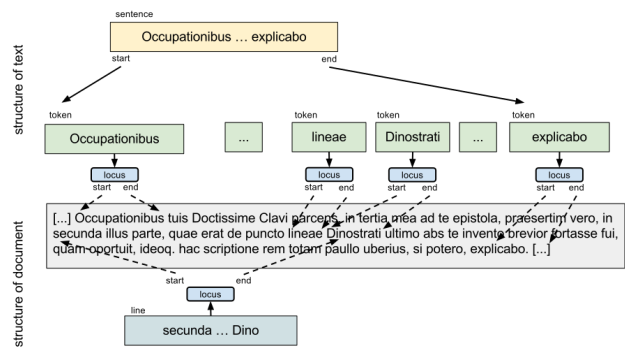 sentence
Occupationibus … explicabo
start
end
structure of text
token
token
token
token
Occupationibus
...
lineae
Dinostrati
...
explicabo
locus
locus
locus
locus
start
end
start
end
start
end
start
end
[...] Occupationibus tuis Doctissime Clavi parcens, in tertia mea ad te epistola, praesertim vero, in
secunda illus parte, quae erat de puncto lineae Dinostrati ultimo abs te invento brevior fortasse fui,
quam oportuit, ideoq. hac scriptione rem totam paullo uberius, si potero, explicabo. [...]
structure of document
start
end
locus
line
secunda … Dino